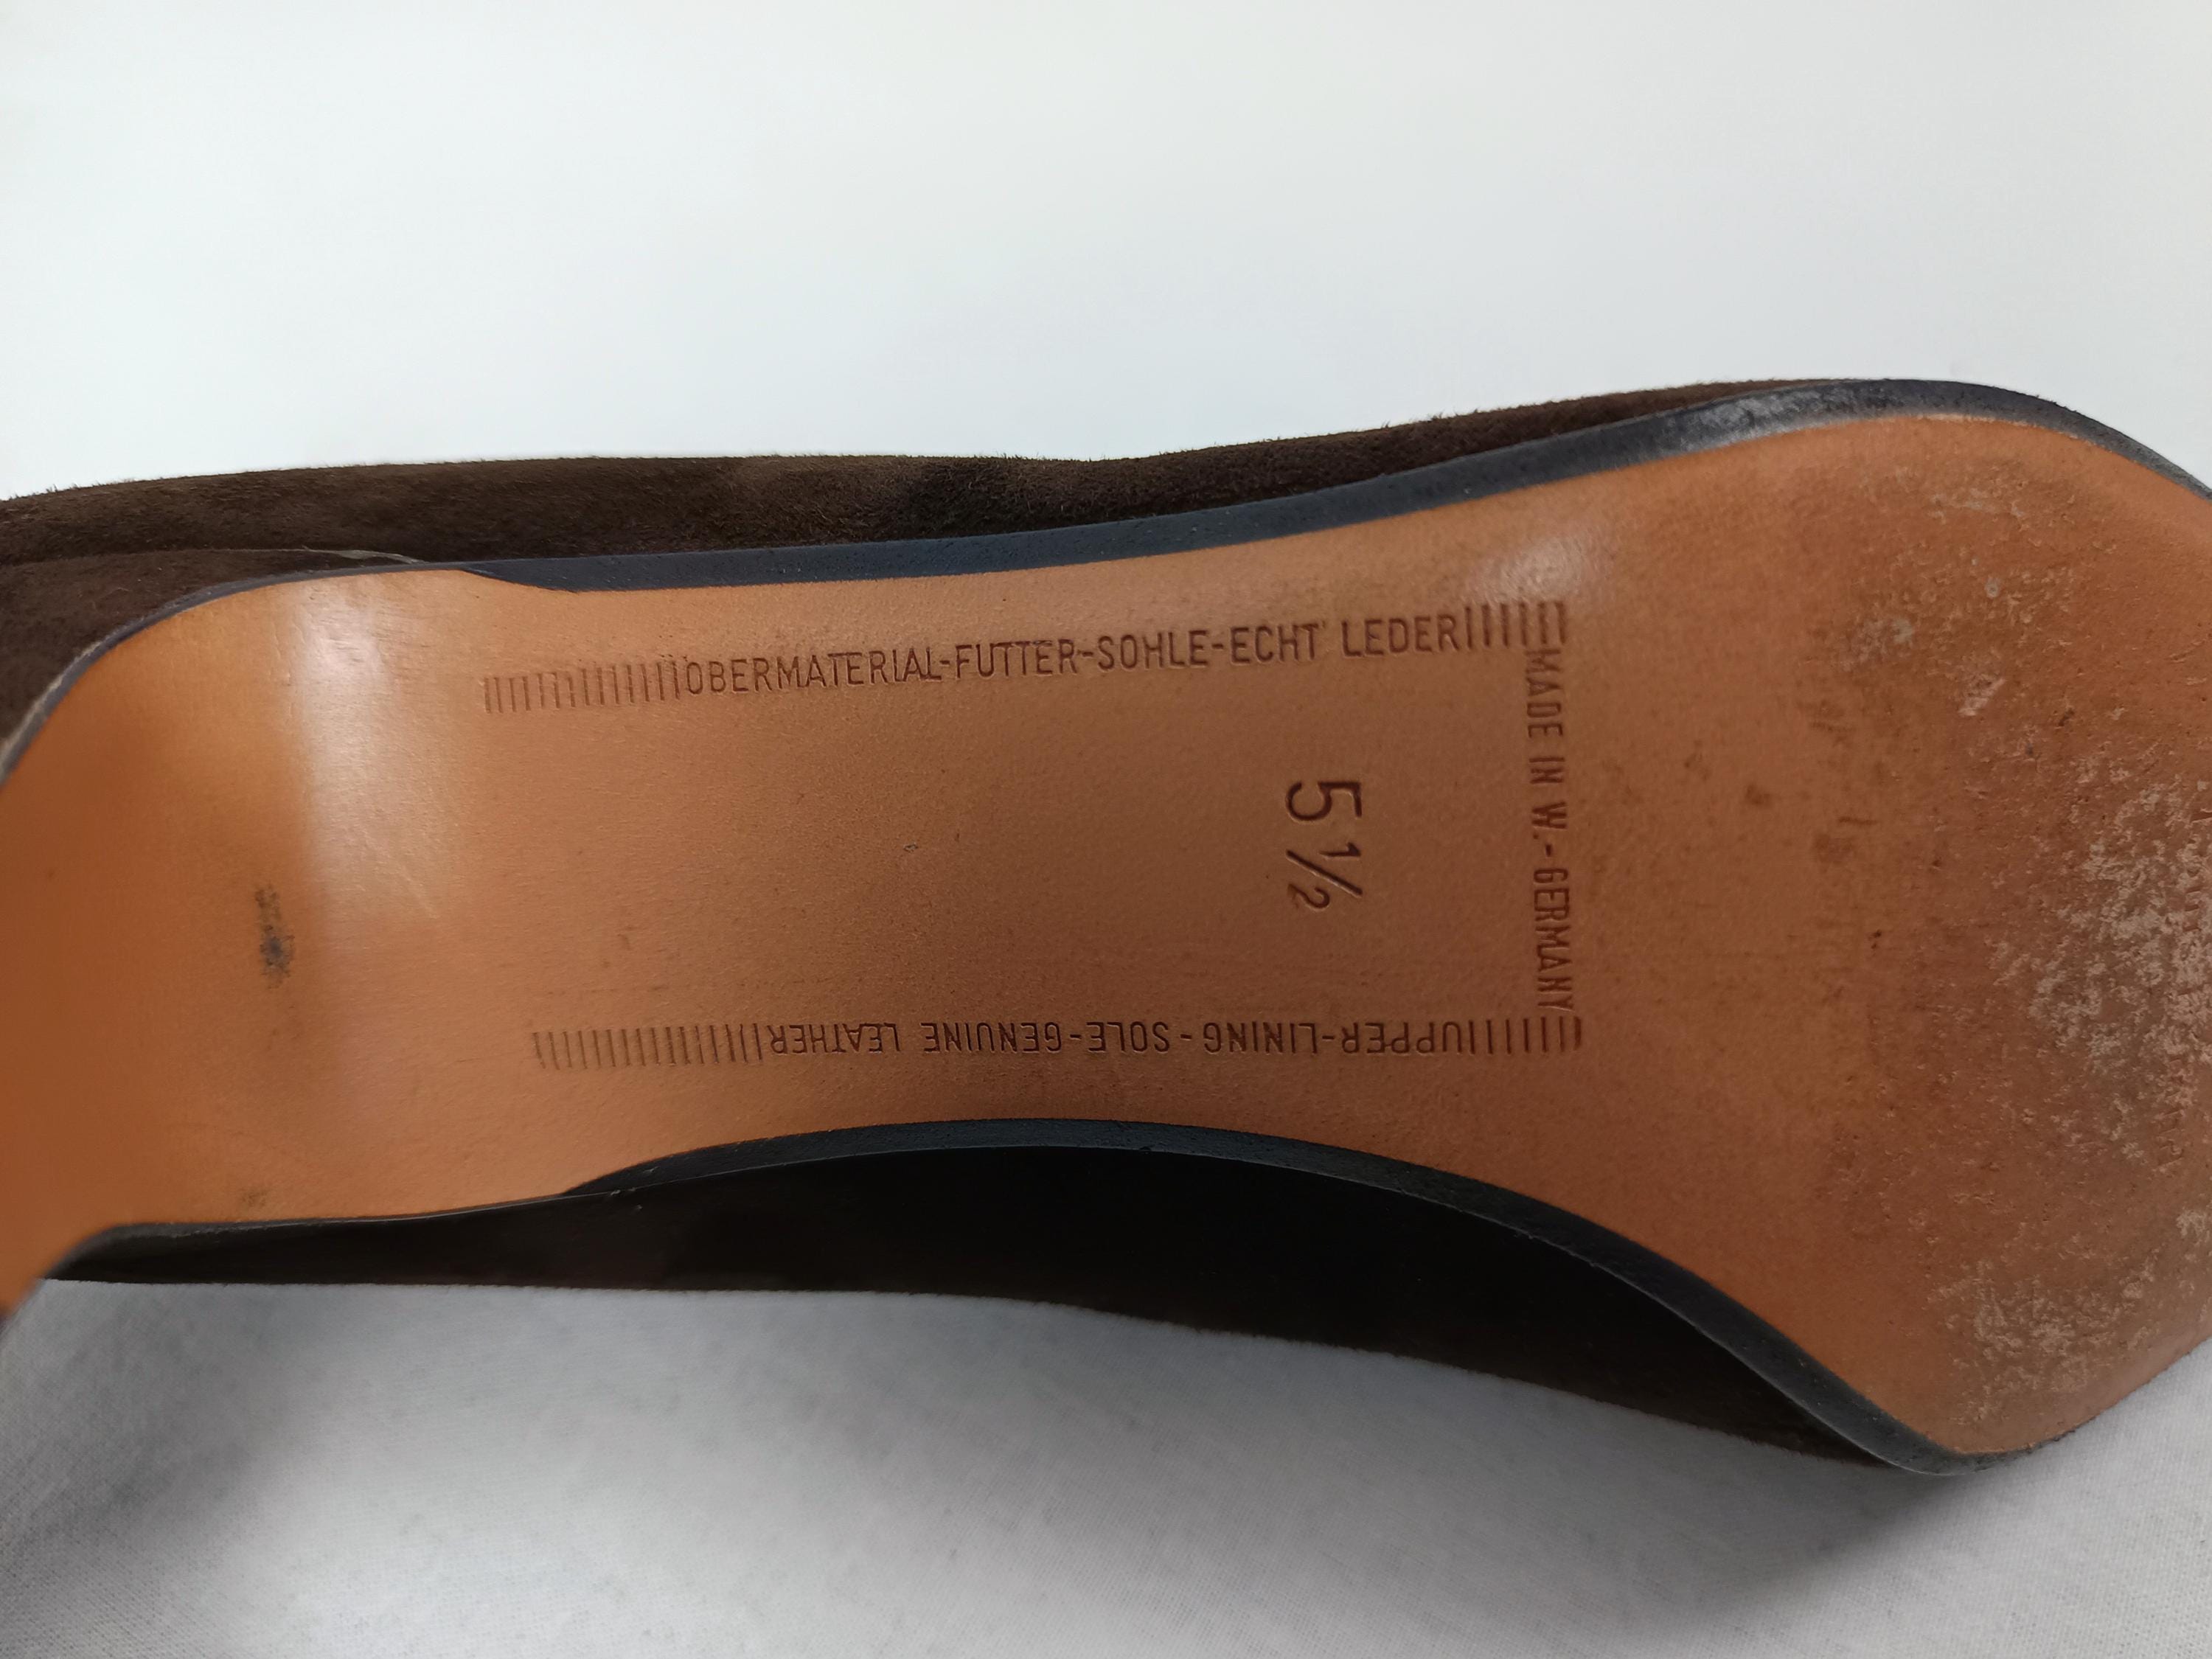 OBERMATERIAL-FUTTER-SOHLE-ECHT LEDER
MADE IN W.-GERMANY
5½
UPPER-LINING-SOLE-GENUINE LEATHER